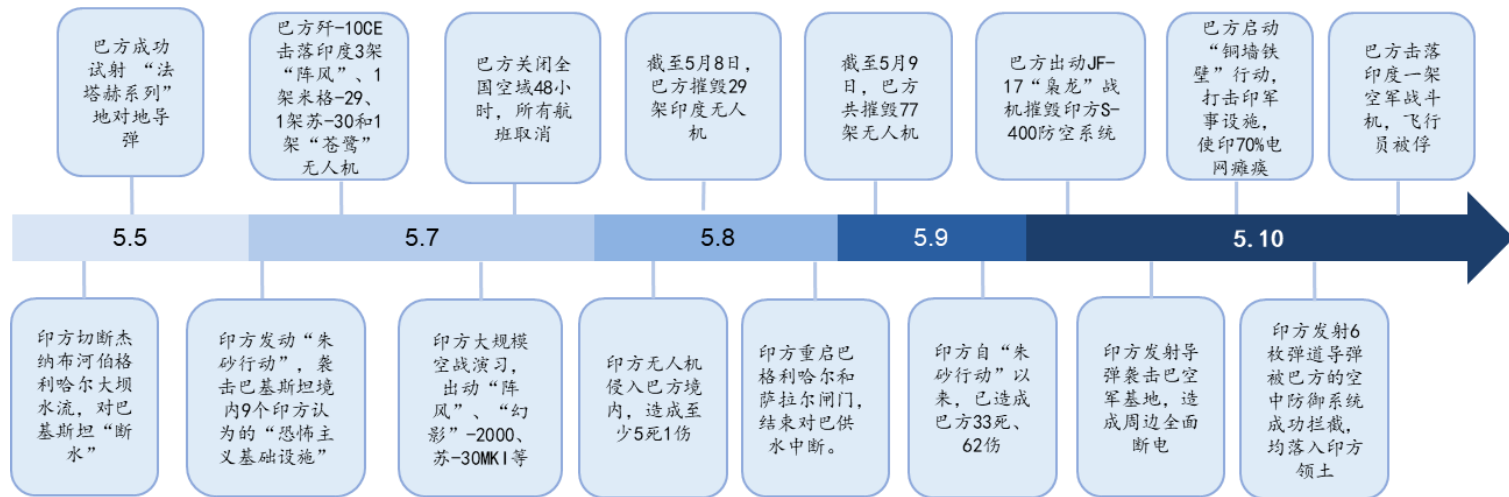 巴方成功
试射 “法
塔赫系列”
地对地导
弹
巴方歼-10CE
击落印度3架
“阵风”、1
架米格-29、
1架苏-30和1
架“苍鹭”
无人机
巴方关闭全
国空域48小
时，所有航
班取消
截至5月8日，
巴方摧毁29
架印度无人
机
截至5月9
日，巴方
共摧毁77
架无人机
巴方出动JF-
17“枭龙”战
机摧毁印方S-
400防空系统
巴方启动
“铜墙铁
壁”行动，
打击印军
事设施，
使印70%电
网瘫痪
巴方击落
印度一架
空军战斗
机，飞行
员被俘
5.5
5.7
5.8
5.9
5.10
印方切断杰
纳布河伯格
利哈尔大坝
水流，对巴
基斯坦“断
水”
印方发动“朱
砂行动”，袭
击巴基斯坦境
内9个印方认
为的“恐怖主
义基础设施”
印方大规模
空战演习，
出动“阵
风”、“幻
影”-2000、
苏-30MKI等
印方无人机
侵入巴方境
内，造成至
少5死1伤
印方重启巴
格利哈尔和
萨拉尔闸门，
结束对巴供
水中断。
印方自“朱
砂行动”以
来，已造成
巴方33死、
62伤
印方发射导
弹袭击巴空
军基地，造
成周边全面
断电
印方发射6
枚弹道导弹
被巴方的空
中防御系统
成功拦截，
均落入印方
领土